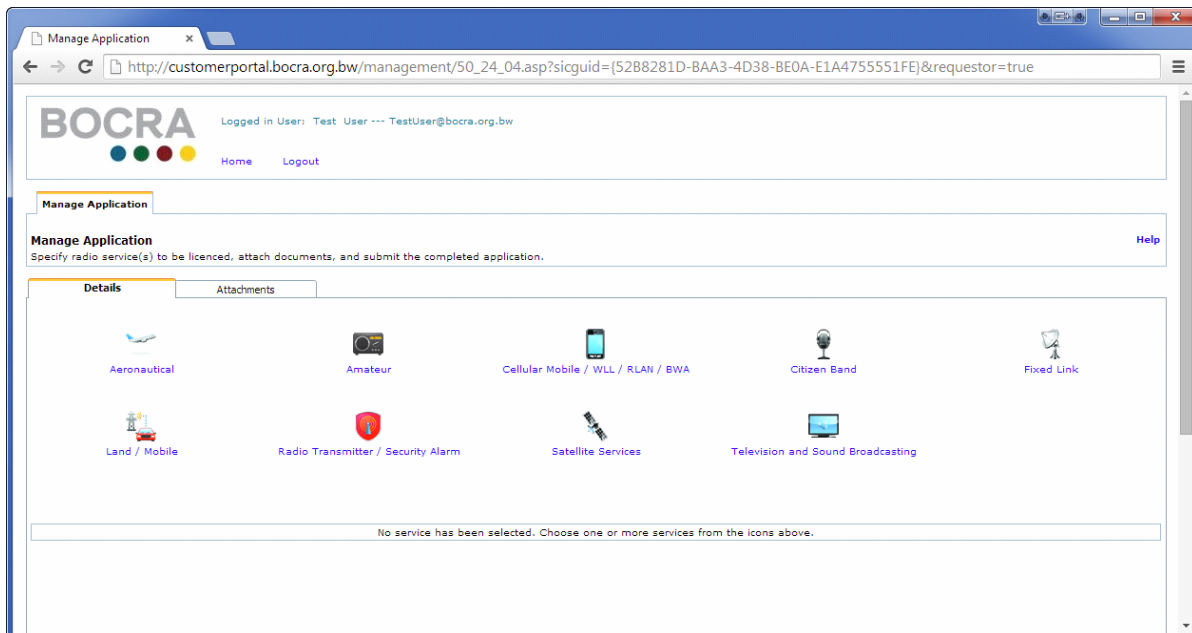 Manage Application
http://customerportal.bocra.org.bw/management/50_24_04.asp?sicguid={52B8281D-BAA3-4D38-BE0A-E1A4755551FE}&requestor=true
BOCRA
Logged in User: Test User --- TestUser@bocra.org.bw
Home Logout
Manage Application
Manage Application
Help
Specify radio service(s) to be licenced, attach documents, and submit the completed application.
Details Attachments
Aeronautical Amateur Cellular Mobile / WLL / RLAN / BWA Citizen Band Fixed Link
Land / Mobile Radio Transmitter / Security Alarm Satellite Services Television and Sound Broadcasting
No service has been selected. Choose one or more services from the icons above.